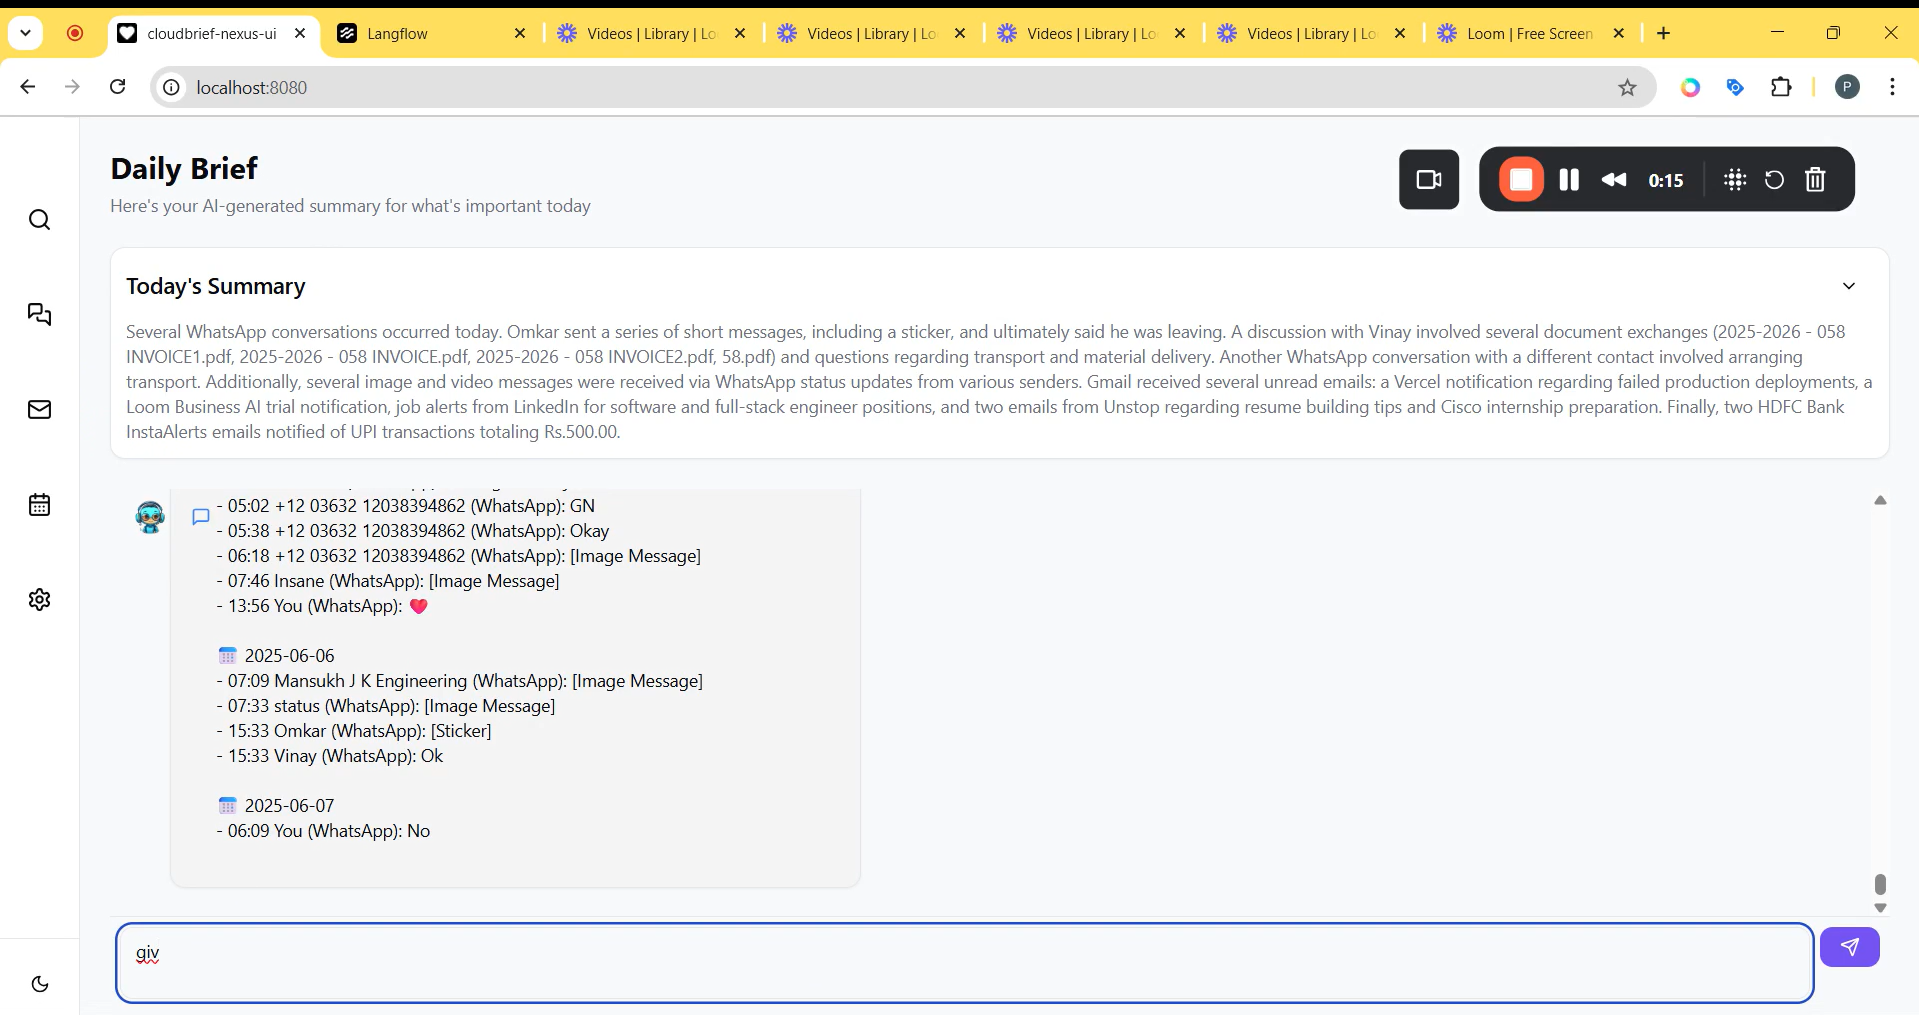 cloudbrief-nexus-ui
Langflow
Videos | Library | Lo
Videos | Library | Lo
Videos | Library | Lo
Videos | Library | Lo
Loom | Free Screen
localhost:8080
P
Daily Brief
Here's your AI-generated summary for what's important today
0:15
Today's Summary
Several WhatsApp conversations occurred today. Omkar sent a series of short messages, including a sticker, and ultimately said he was leaving. A discussion with Vinay involved several document exchanges (2025-2026 - 058
INVOICE1.pdf, 2025-2026 - 058 INVOICE.pdf, 2025-2026 - 058 INVOICE2.pdf, 58.pdf) and questions regarding transport and material delivery. Another WhatsApp conversation with a different contact involved arranging
transport. Additionally, several image and video messages were received via WhatsApp status updates from various senders. Gmail received several unread emails: a Vercel notification regarding failed production deployments, a
Loom Business AI trial notification, job alerts from LinkedIn for software and full-stack engineer positions, and two emails from Unstop regarding resume building tips and Cisco internship preparation. Finally, two HDFC Bank
InstaAlerts emails notified of UPI transactions totaling Rs.500.00.
- 05:02 +12 03632 12038394862 (WhatsApp): GN
- 05:38 +12 03632 12038394862 (WhatsApp): Okay
- 06:18 +12 03632 12038394862 (WhatsApp): [Image Message]
- 07:46 Insane (WhatsApp): [Image Message]
- 13:56 You (WhatsApp): ❤️
📅 2025-06-06
- 07:09 Mansukh J K Engineering (WhatsApp): [Image Message]
- 07:33 status (WhatsApp): [Image Message]
- 15:33 Omkar (WhatsApp): [Sticker]
- 15:33 Vinay (WhatsApp): Ok
📅 2025-06-07
- 06:09 You (WhatsApp): No
giv